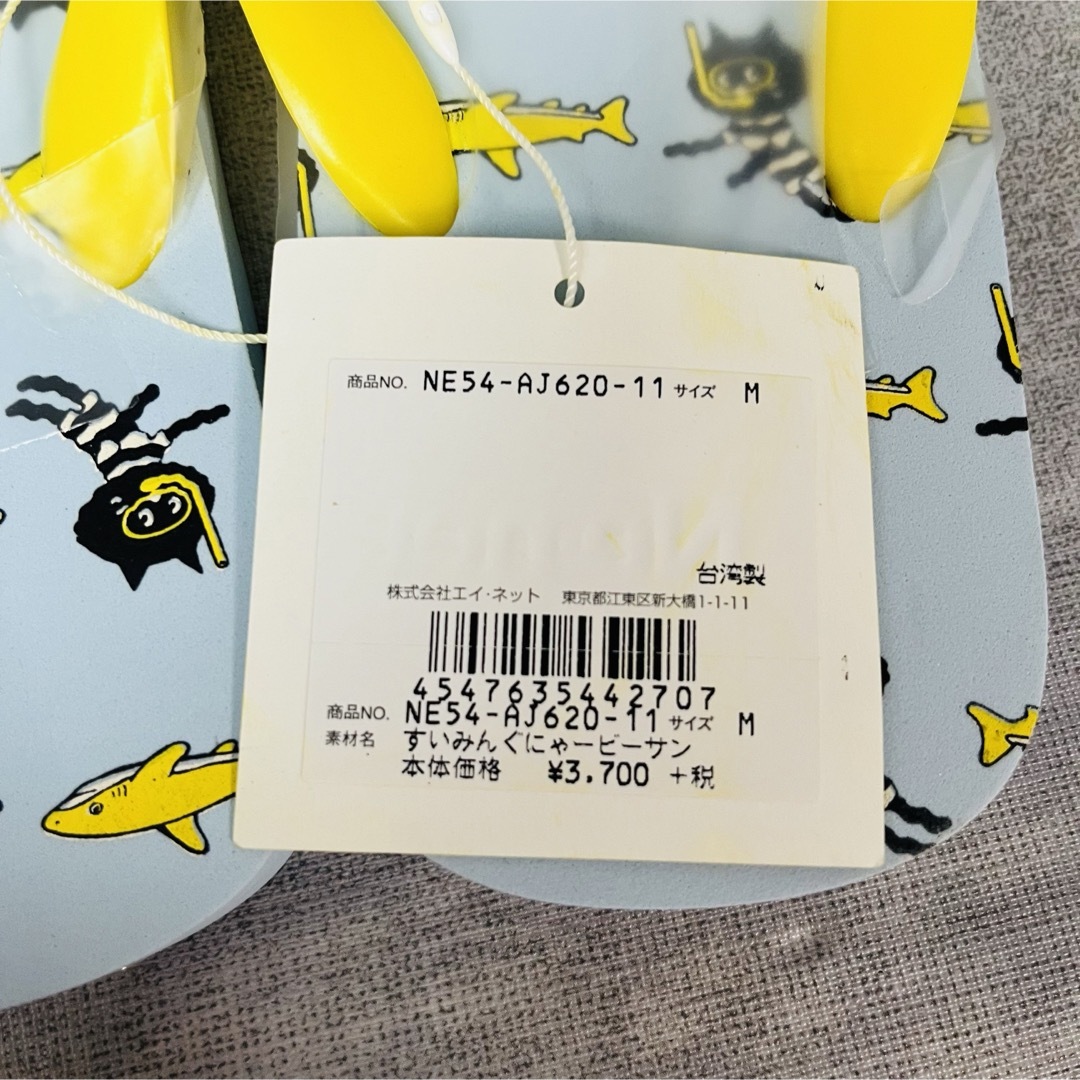 商品NO. NE54-AJ620-11 サイズ M
台湾製
株式会社エイ・ネット 東京都江東区新大橋1-1-11
4547635442707
商品NO. NE54-AJ620-11 サイズ M
素材名 すいみんぐにゃービーサン
本体価格 ¥3.700 +税